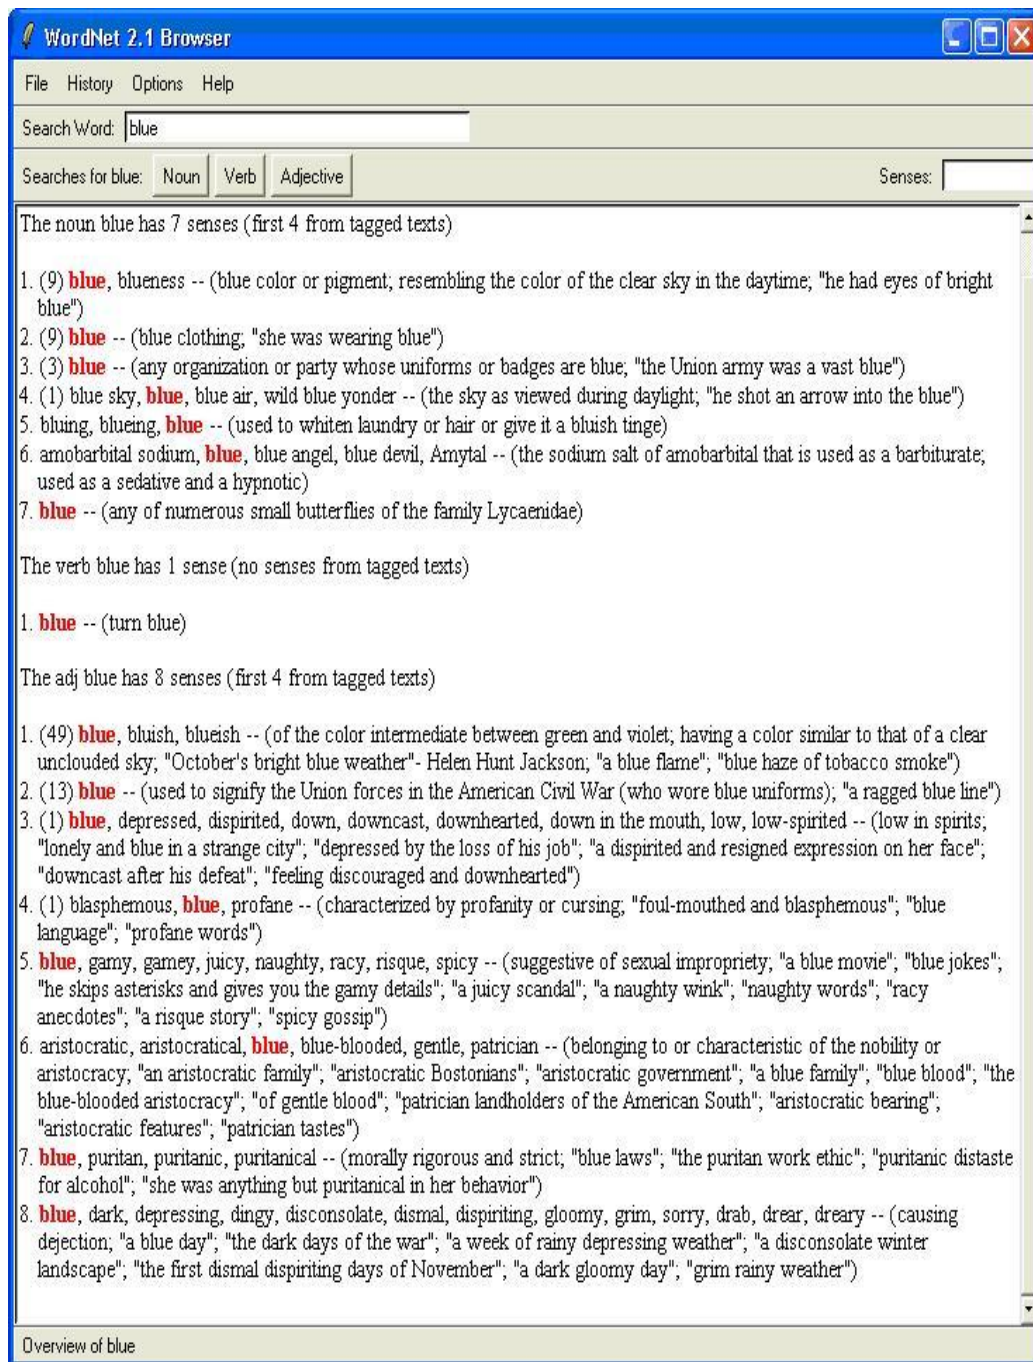 WordNet 2.1 Browser
File History Options Help
Search Word: blue
Searches for blue: Noun Verb Adjective Senses:
The noun blue has 7 senses (first 4 from tagged texts)
1. (9) blue, blueness -- (blue color or pigment; resembling the color of the clear sky in the daytime; "he had eyes of bright
blue")
2. (9) blue -- (blue clothing; "she was wearing blue")
3. (3) blue -- (any organization or party whose uniforms or badges are blue; "the Union army was a vast blue")
4. (1) blue sky, blue, blue air, wild blue yonder -- (the sky as viewed during daylight; "he shot an arrow into the blue")
5. bluing, blueing, blue -- (used to whiten laundry or hair or give it a bluish tinge)
6. amobarbital sodium, blue, blue angel, blue devil, Amytal -- (the sodium salt of amobarbital that is used as a barbiturate;
used as a sedative and a hypnotic)
7. blue -- (any of numerous small butterflies of the family Lycaenidae)
The verb blue has 1 sense (no senses from tagged texts)
1. blue -- (turn blue)
The adj blue has 8 senses (first 4 from tagged texts)
1. (49) blue, bluish, blueish -- (of the color intermediate between green and violet; having a color similar to that of a clear
unclouded sky; "October's bright blue weather"- Helen Hunt Jackson; "a blue flame"; "blue haze of tobacco smoke")
2. (13) blue -- (used to signify the Union forces in the American Civil War (who wore blue uniforms); "a ragged blue line")
3. (1) blue, depressed, dispirited, down, downcast, downhearted, down in the mouth, low, low-spirited -- (low in spirits;
"lonely and blue in a strange city"; "depressed by the loss of his job"; "a dispirited and resigned expression on her face";
"downcast after his defeat"; "feeling discouraged and downhearted")
4. (1) blasphemous, blue, profane -- (characterized by profanity or cursing; "foul-mouthed and blasphemous"; "blue
language"; "profane words")
5. blue, gamy, gamey, juicy, naughty, racy, risque, spicy -- (suggestive of sexual impropriety; "a blue movie"; "blue jokes";
"he skips asterisks and gives you the gamy details"; "a juicy scandal"; "a naughty wink"; "naughty words"; "racy
anecdotes"; "a risque story"; "spicy gossip")
6. aristocratic, aristocratical, blue, blue-blooded, gentle, patrician -- (belonging to or characteristic of the nobility or
aristocracy; "an aristocratic family"; "aristocratic Bostonians"; "aristocratic government"; "a blue family"; "blue blood"; "the
blue-blooded aristocracy"; "of gentle blood"; "patrician landholders of the American South"; "aristocratic bearing";
"aristocratic features"; "patrician tastes")
7. blue, puritan, puritanic, puritanical -- (morally rigorous and strict; "blue laws"; "the puritan work ethic"; "puritanic distaste
for alcohol"; "she was anything but puritanical in her behavior")
8. blue, dark, depressing, dingy, disconsolate, dismal, dispiriting, gloomy, grim, sorry, drab, drear, dreary -- (causing
dejection; "a blue day"; "the dark days of the war"; "a week of rainy depressing weather"; "a disconsolate winter
landscape"; "the first dismal dispiriting days of November"; "a dark gloomy day"; "grim rainy weather")
Overview of blue